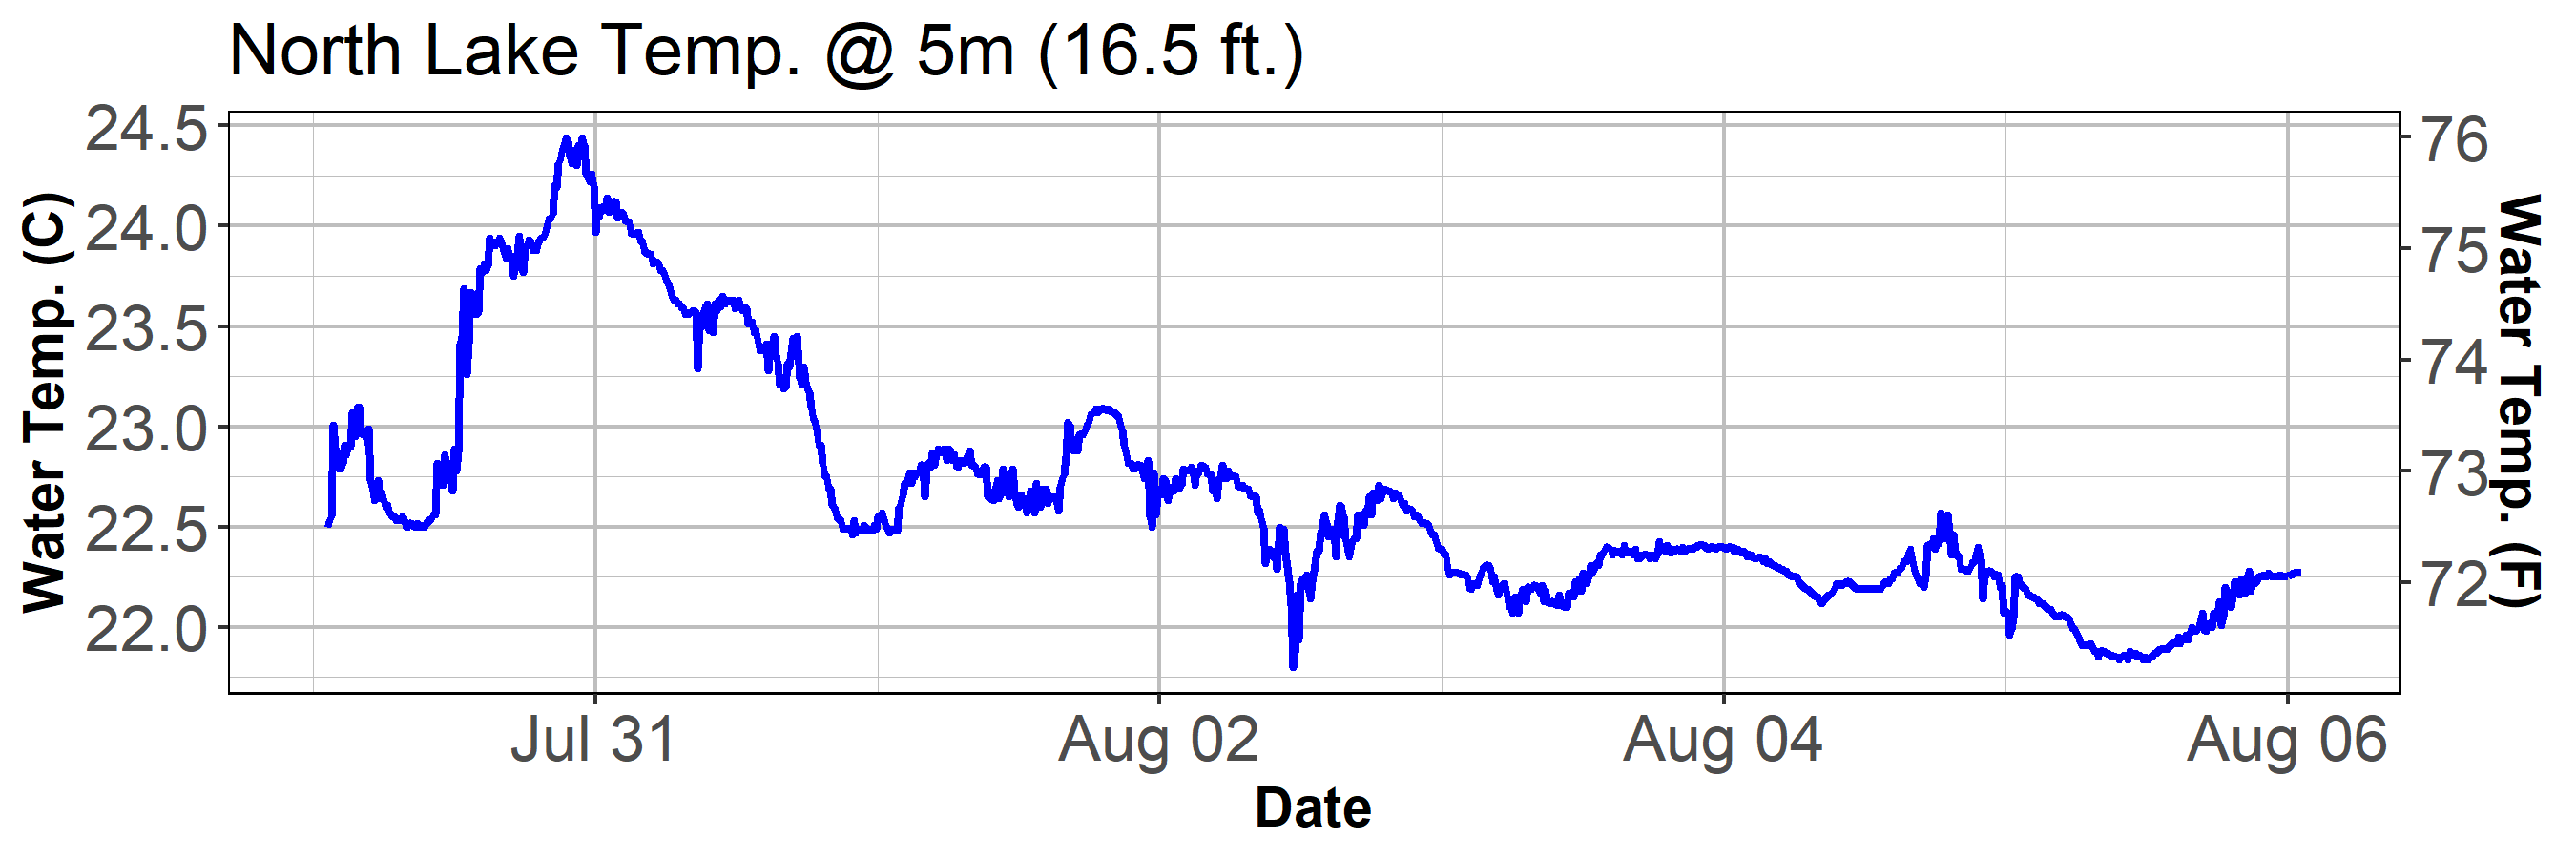 North Lake Temp. @ 5m (16.5 ft.)
Water Temp. (C)
24.5
24.0
23.5
23.0
22.5
22.0
76
75
74
73
72
Water Temp. (F)
Jul 31
Aug 02
Aug 04
Aug 06
Date